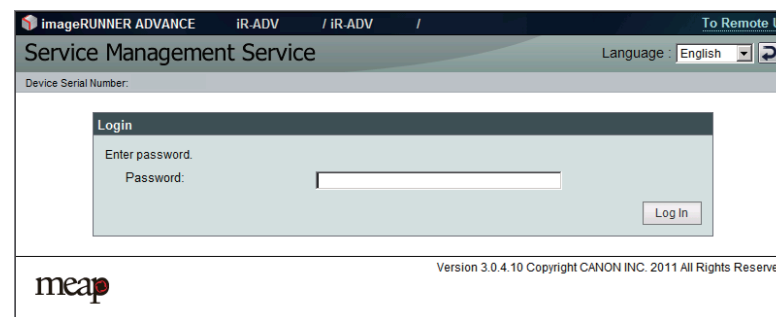 imageRUNNER ADVANCE iR-ADV / iR-ADV / To Remote
Service Management Service Language : English
Device Serial Number:
Login
Enter password.
Password:
Log In
Version 3.0.4.10 Copyright CANON INC. 2011 All Rights Reserve
meap